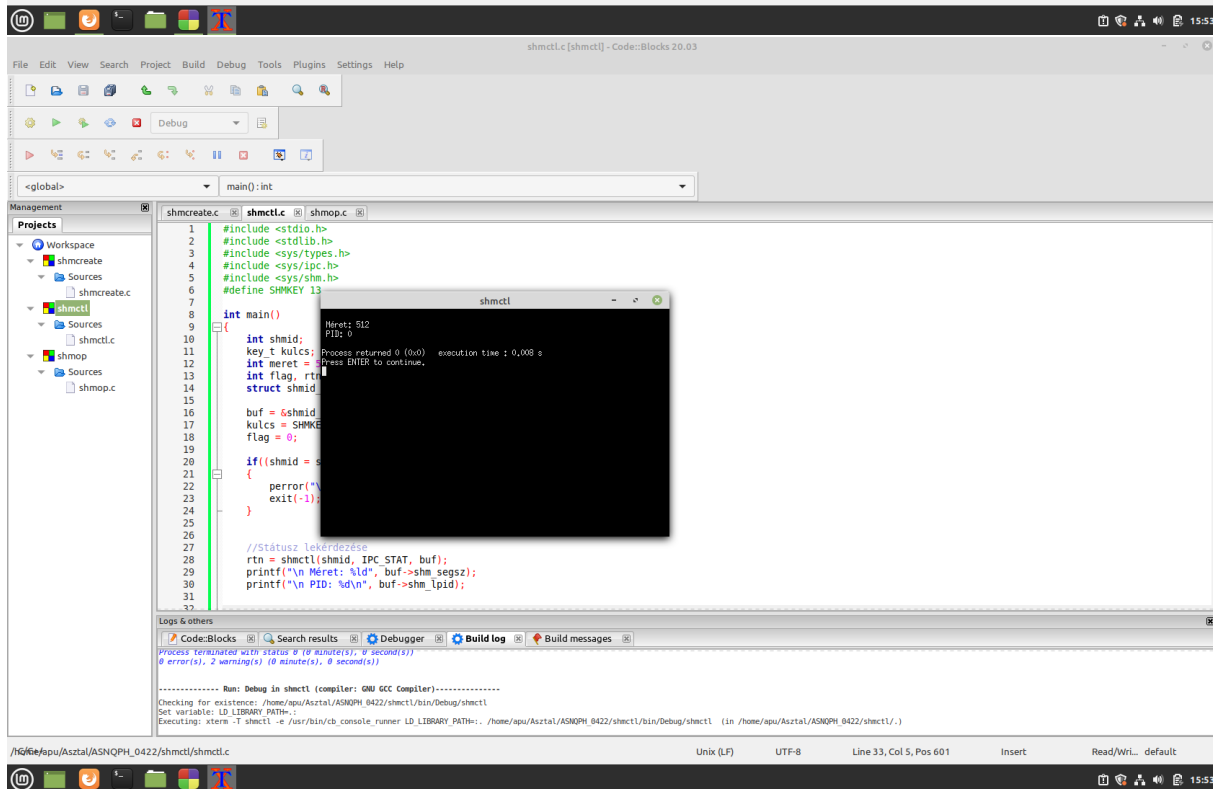 15:53
shmctl.c [shmctl] - Code::Blocks 20.03
File Edit View Search Project Build Debug Tools Plugins Settings Help
Debug
<global> main() : int
Management
Projects
Workspace
shmcreate
Sources
shmcreate.c
shmctl
Sources
shmctl.c
shmop
Sources
shmop.c
shmcreate.c shmctl.c shmop.c
1 #include <stdio.h>
2 #include <stdlib.h>
3 #include <sys/types.h>
4 #include <sys/ipc.h>
5 #include <sys/shm.h>
6 #define SHMKEY 13
7
8 int main()
9 {
10 int shmid;
11 key_t kulcs;
12 int meret = 5
13 int flag, rtn
14 struct shmid_
15
16 buf = &shmid_
17 kulcs = SHMKE
18 flag = 0;
19
20 if((shmid = s
21 {
22 perror("\
23 exit(-1);
24 }
25
26
27 //Státusz lekérdezése
28 rtn = shmctl(shmid, IPC_STAT, buf);
29 printf("\n Méret: %ld", buf->shm_segsz);
30 printf("\n PID: %d\n", buf->shm_lpid);
31
32
shmctl
Méret: 512
PID: 0
Process returned 0 (0x0) execution time : 0.008 s
Press ENTER to continue.
Logs & others
Code::Blocks Search results Debugger Build log Build messages
Process terminated with status 0 (0 minute(s), 0 second(s))
0 error(s), 2 warning(s) (0 minute(s), 0 second(s))
-------------- Run: Debug in shmctl (compiler: GNU GCC Compiler)---------------
Checking for existence: /home/apu/Asztal/ASNQPH_0422/shmctl/bin/Debug/shmctl
Set variable: LD_LIBRARY_PATH=.:
Executing: xterm -T shmctl -e /usr/bin/cb_console_runner LD_LIBRARY_PATH=:. /home/apu/Asztal/ASNQPH_0422/shmctl/bin/Debug/shmctl (in /home/apu/Asztal/ASNQPH_0422/shmctl/.)
/apu/Asztal/ASNQPH_0422/shmctl/shmctl.c Unix (LF) UTF-8 Line 33, Col 5, Pos 601 Insert Read/Wri... default
15:53